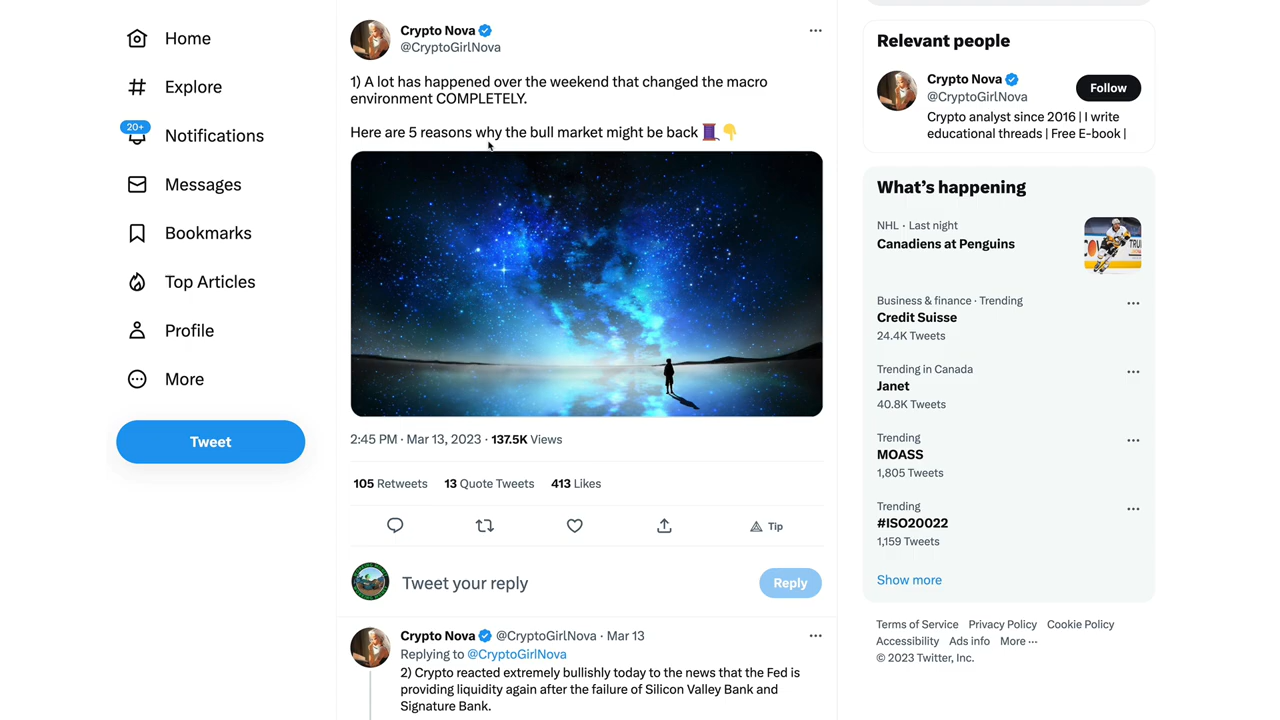 Home
Explore
20+
Notifications
Messages
Bookmarks
Top Articles
Profile
More
Tweet
Crypto Nova
@CryptoGirlNova
1) A lot has happened over the weekend that changed the macro
environment COMPLETELY.
Here are 5 reasons why the bull market might be back 🧵👇
2:45 PM · Mar 13, 2023 · 137.5K Views
105 Retweets 13 Quote Tweets 413 Likes
Tip
Tweet your reply
Reply
Crypto Nova @CryptoGirlNova · Mar 13
Replying to @CryptoGirlNova
2) Crypto reacted extremely bullishly today to the news that the Fed is
providing liquidity again after the failure of Silicon Valley Bank and
Signature Bank.
Relevant people
Crypto Nova
@CryptoGirlNova
Follow
Crypto analyst since 2016 | I write
educational threads | Free E-book |
What's happening
NHL · Last night
Canadiens at Penguins
Business & finance · Trending
Credit Suisse
24.4K Tweets
Trending in Canada
Janet
40.8K Tweets
Trending
MOASS
1,805 Tweets
Trending
#ISO20022
1,159 Tweets
Show more
Terms of Service Privacy Policy Cookie Policy
Accessibility Ads info More ···
© 2023 Twitter, Inc.